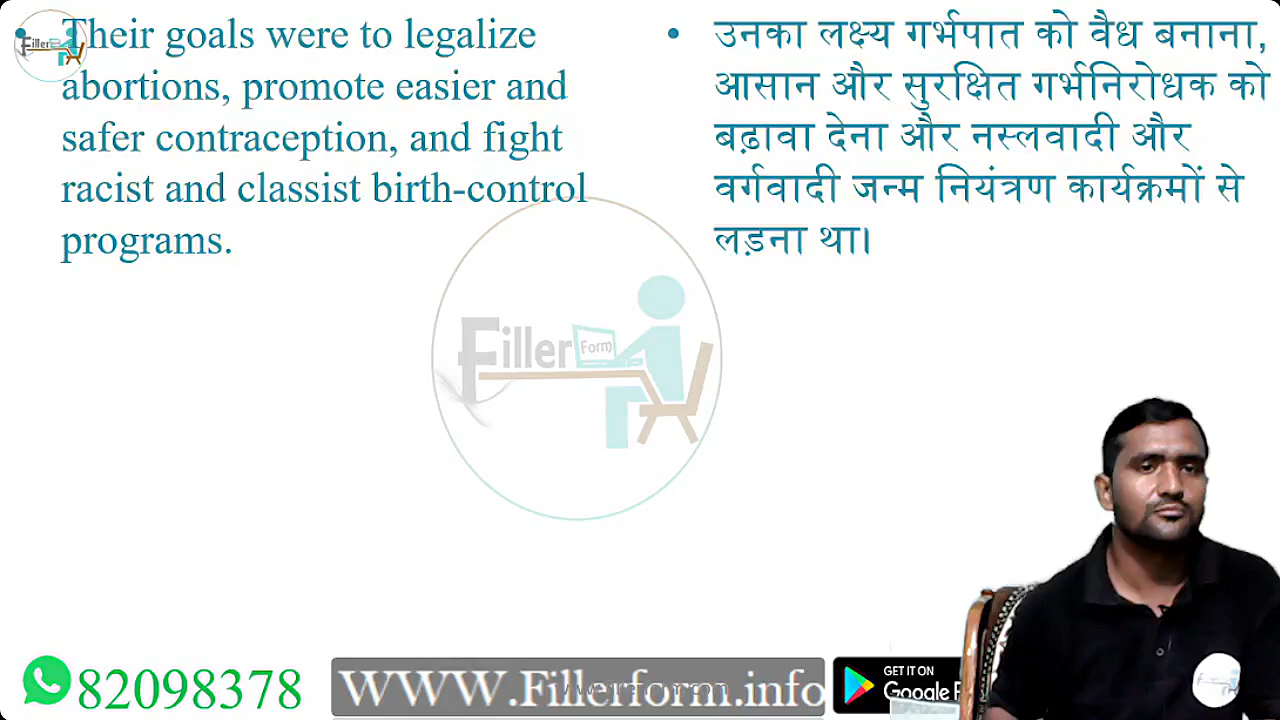 Their goals were to legalize
abortions, promote easier and
safer contraception, and fight
racist and classist birth-control
programs.
उनका लक्ष्य गर्भपात को वैध बनाना,
आसान और सुरक्षित गर्भनिरोधक को
बढ़ावा देना और नस्लवादी और
वर्गवादी जन्म नियंत्रण कार्यक्रमों से
लड़ना था।
Filler
Filler
Form
82098378
WWW.Fillerform.info
GET IT ON
Google